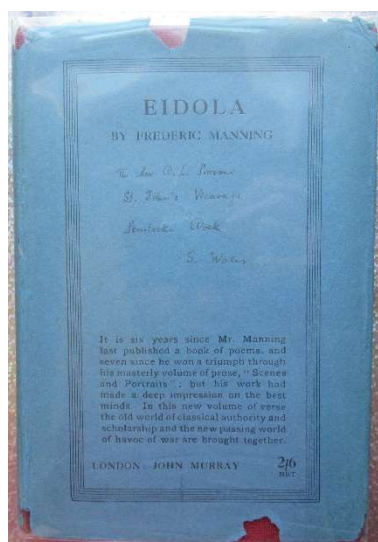 EIDOLA
BY FREDERIC MANNING
The Rev
St. John's Vicarage
S. Wales
It is six years since Mr. Manning
last published a book of poems, and
seven since he won a triumph through
his masterly volume of prose, "Scenes
and Portraits"; but his work had
made a deep impression on the best
minds. In this new volume of verse
the old world of classical authority and
scholarship and the new passing world
of havoc of war are brought together.
LONDON: JOHN MURRAY 2/6
NET